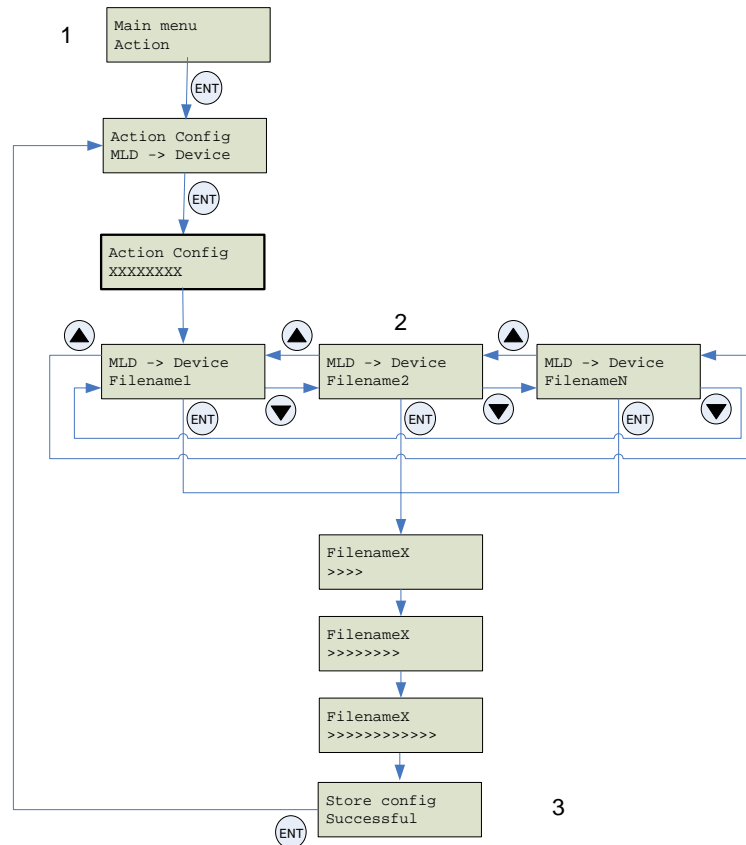 1
Main menu
Action
ENT
Action Config
MLD -> Device
ENT
Action Config
XXXXXXXX
2
MLD -> Device
Filename1
MLD -> Device
Filename2
MLD -> Device
FilenameN
ENT
ENT
ENT
FilenameX
>>>>
FilenameX
>>>>>>>>
FilenameX
>>>>>>>>>>>>
Store config
Successful
3
ENT